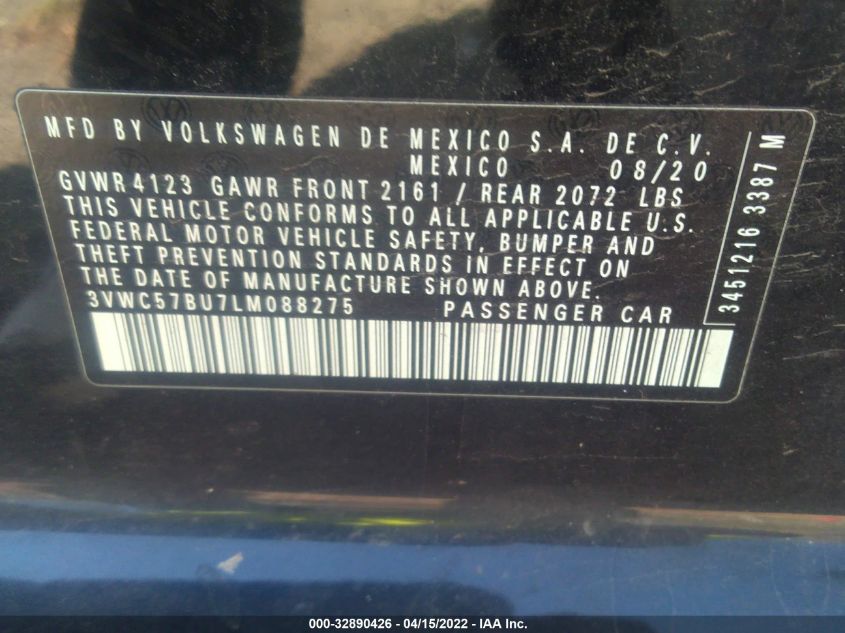 MFD BY VOLKSWAGEN DE MEXICO S.A. DE C.V.
MEXICO 08/20
GVWR 4123 GAWR FRONT 2161 / REAR 2072 LBS
THIS VEHICLE CONFORMS TO ALL APPLICABLE U.S.
FEDERAL MOTOR VEHICLE SAFETY, BUMPER AND
THEFT PREVENTION STANDARDS IN EFFECT ON
THE DATE OF MANUFACTURE SHOWN ABOVE.
3VWC57BU7LM088275 PASSENGER CAR
3451216 3387 M
000-32890426 - 04/15/2022 - IAA Inc.